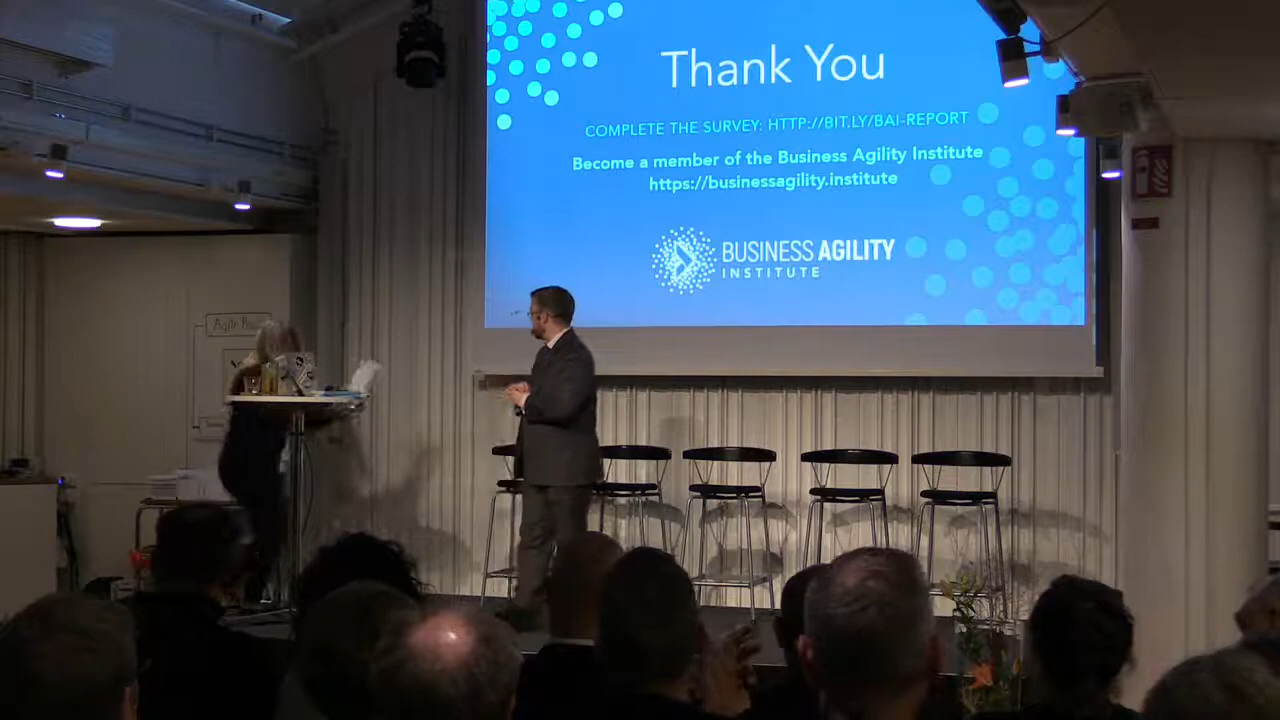 Thank You
COMPLETE THE SURVEY: HTTP://BIT.LY/BAI-REPORT
Become a member of the Business Agility Institute
https://businessagility.institute
BUSINESS AGILITY
INSTITUTE
Agile